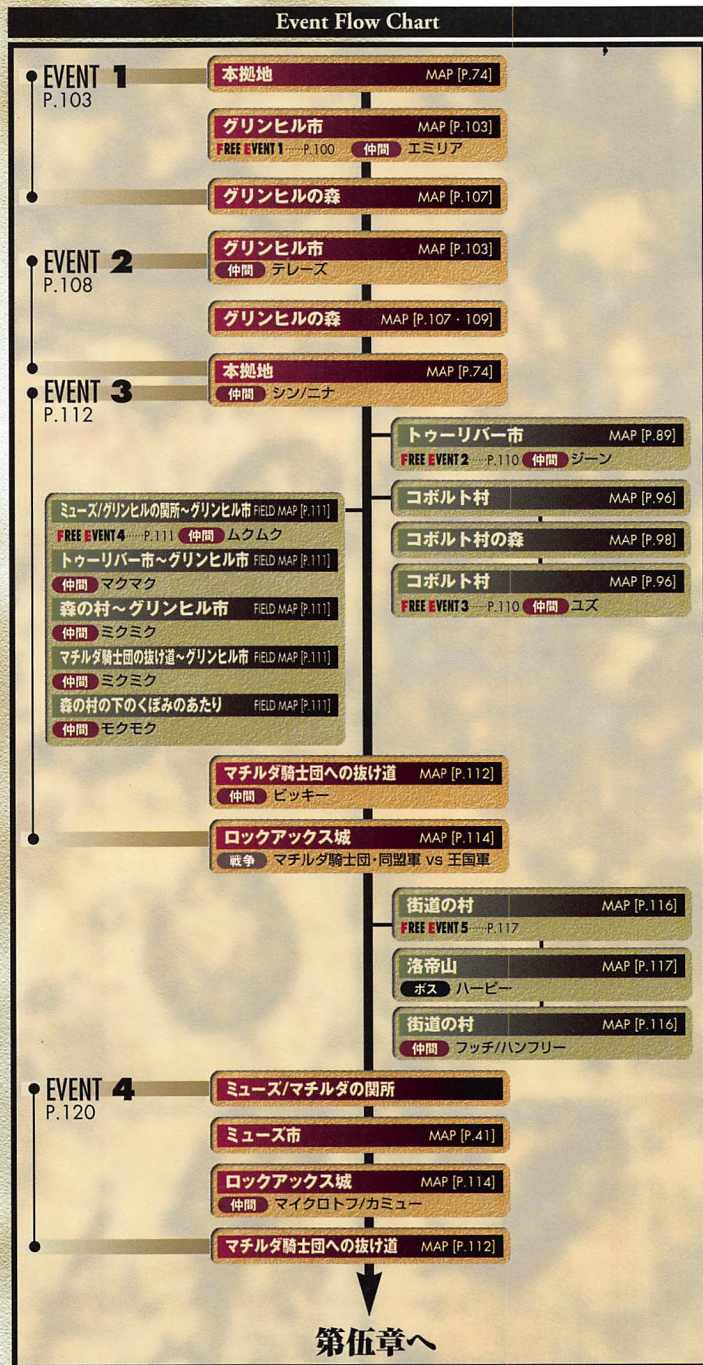 Event Flow Chart
EVENT 1
P.103
本拠地 MAP [P.74]
グリンヒル市 MAP [P.103]
FREE EVENT 1……P.100 仲間 エミリア
グリンヒルの森 MAP [P.107]
EVENT 2
P.108
グリンヒル市 MAP [P.103]
仲間 テレーズ
グリンヒルの森 MAP [P.107・109]
本拠地 MAP [P.74]
仲間 シン/ニナ
EVENT 3
P.112
トゥーリバー市 MAP [P.89]
FREE EVENT 2……P.110 仲間 ジーン
コボルト村 MAP [P.96]
コボルト村の森 MAP [P.98]
コボルト村 MAP [P.96]
FREE EVENT 3……P.110 仲間 ユズ
ミューズ/グリンヒルの関所~グリンヒル市 FIELD MAP [P.111]
FREE EVENT 4……P.111 仲間 ムクムク
トゥーリバー市~グリンヒル市 FIELD MAP [P.111]
仲間 マクマク
森の村~グリンヒル市 FIELD MAP [P.111]
仲間 ミクミク
マチルダ騎士団の抜け道~グリンヒル市 FIELD MAP [P.111]
仲間 ミクミク
森の村の下のくぼみのあたり FIELD MAP [P.111]
仲間 モクモク
マチルダ騎士団への抜け道 MAP [P.112]
仲間 ビッキー
ロックアックス城 MAP [P.114]
戦争 マチルダ騎士団・同盟軍 vs 王国軍
街道の村 MAP [P.116]
FREE EVENT 5……P.117
洛帝山 MAP [P.117]
ボス ハーピー
街道の村 MAP [P.116]
仲間 フッチ/ハンフリー
EVENT 4
P.120
ミューズ/マチルダの関所
ミューズ市 MAP [P.41]
ロックアックス城 MAP [P.114]
仲間 マイクロトフ/カミュー
マチルダ騎士団への抜け道 MAP [P.112]
第伍章へ